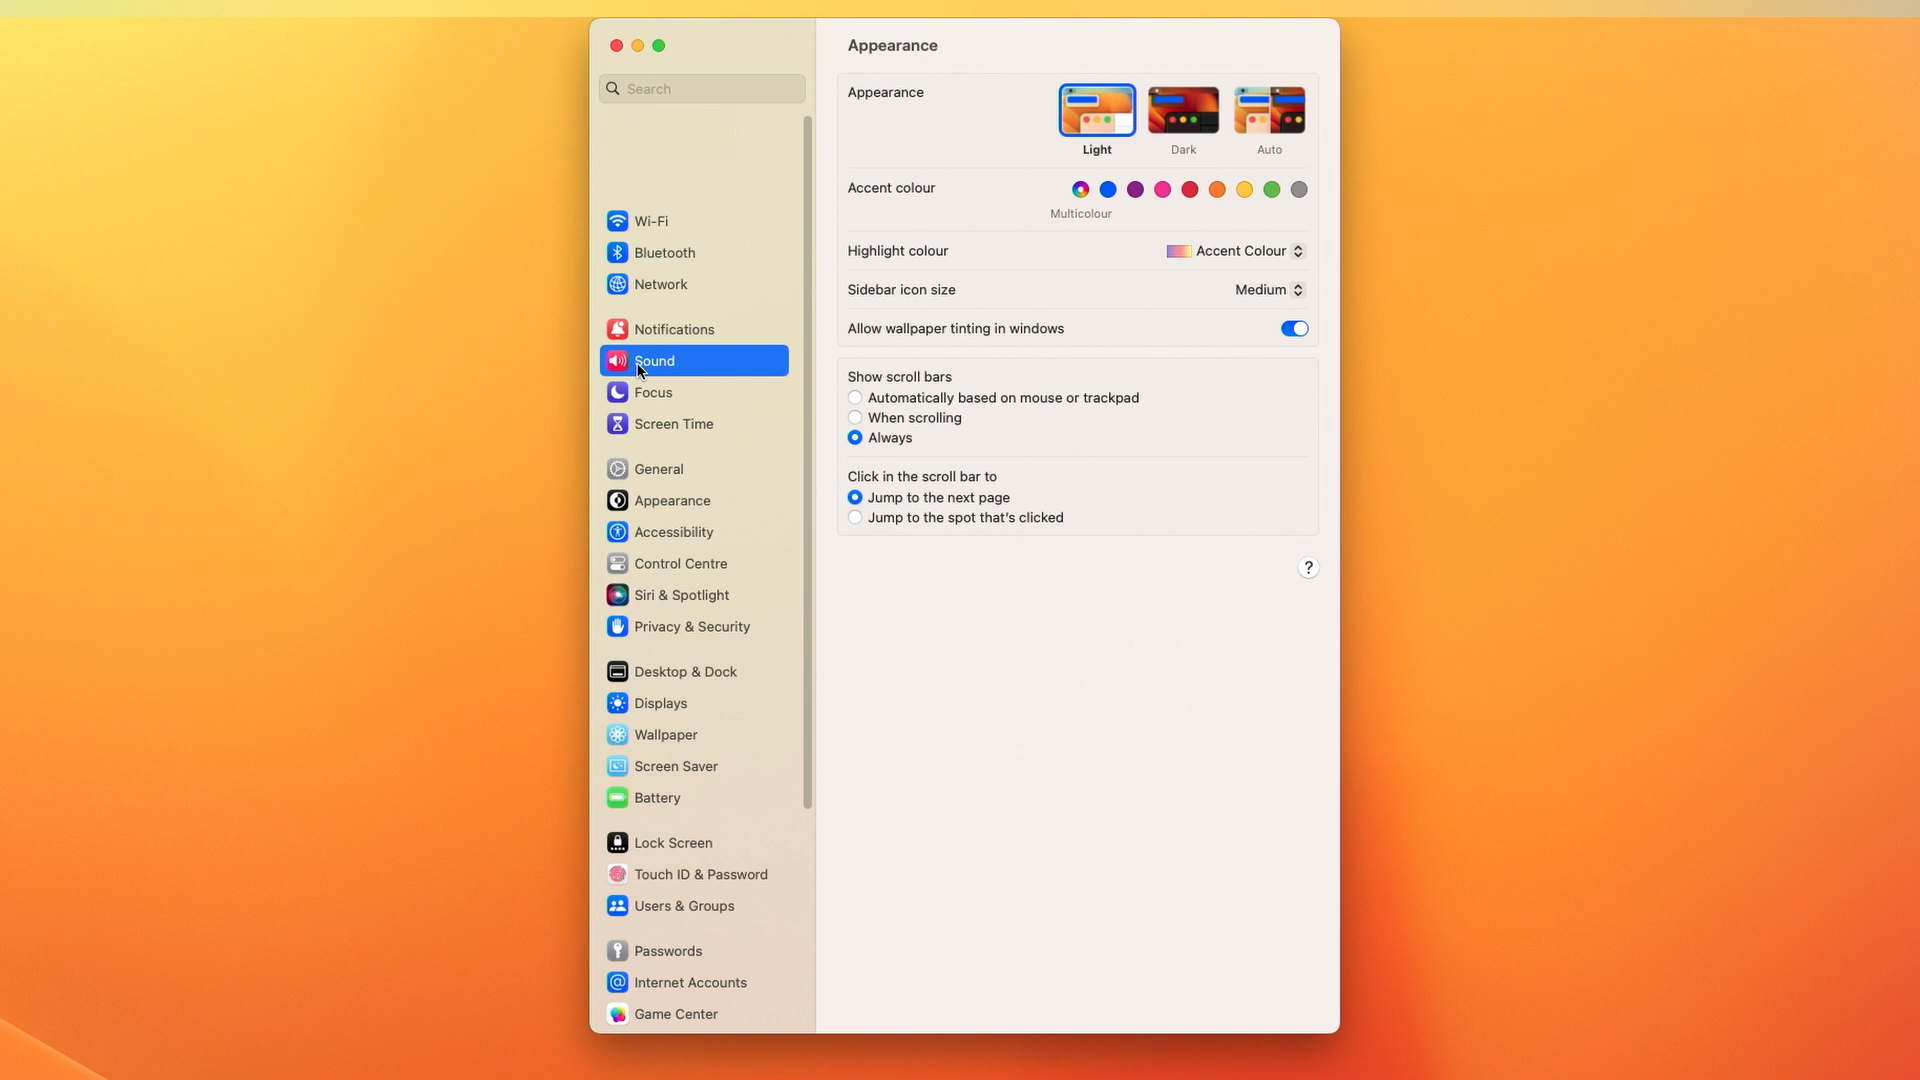 Search
Wi-Fi
Bluetooth
Network
Notifications
Sound
Focus
Screen Time
General
Appearance
Accessibility
Control Centre
Siri & Spotlight
Privacy & Security
Desktop & Dock
Displays
Wallpaper
Screen Saver
Battery
Lock Screen
Touch ID & Password
Users & Groups
Passwords
Internet Accounts
Game Center
Appearance
Appearance
Light Dark Auto
Accent colour
Multicolour
Highlight colour Accent Colour
Sidebar icon size Medium
Allow wallpaper tinting in windows
Show scroll bars
Automatically based on mouse or trackpad
When scrolling
Always
Click in the scroll bar to
Jump to the next page
Jump to the spot that's clicked
?